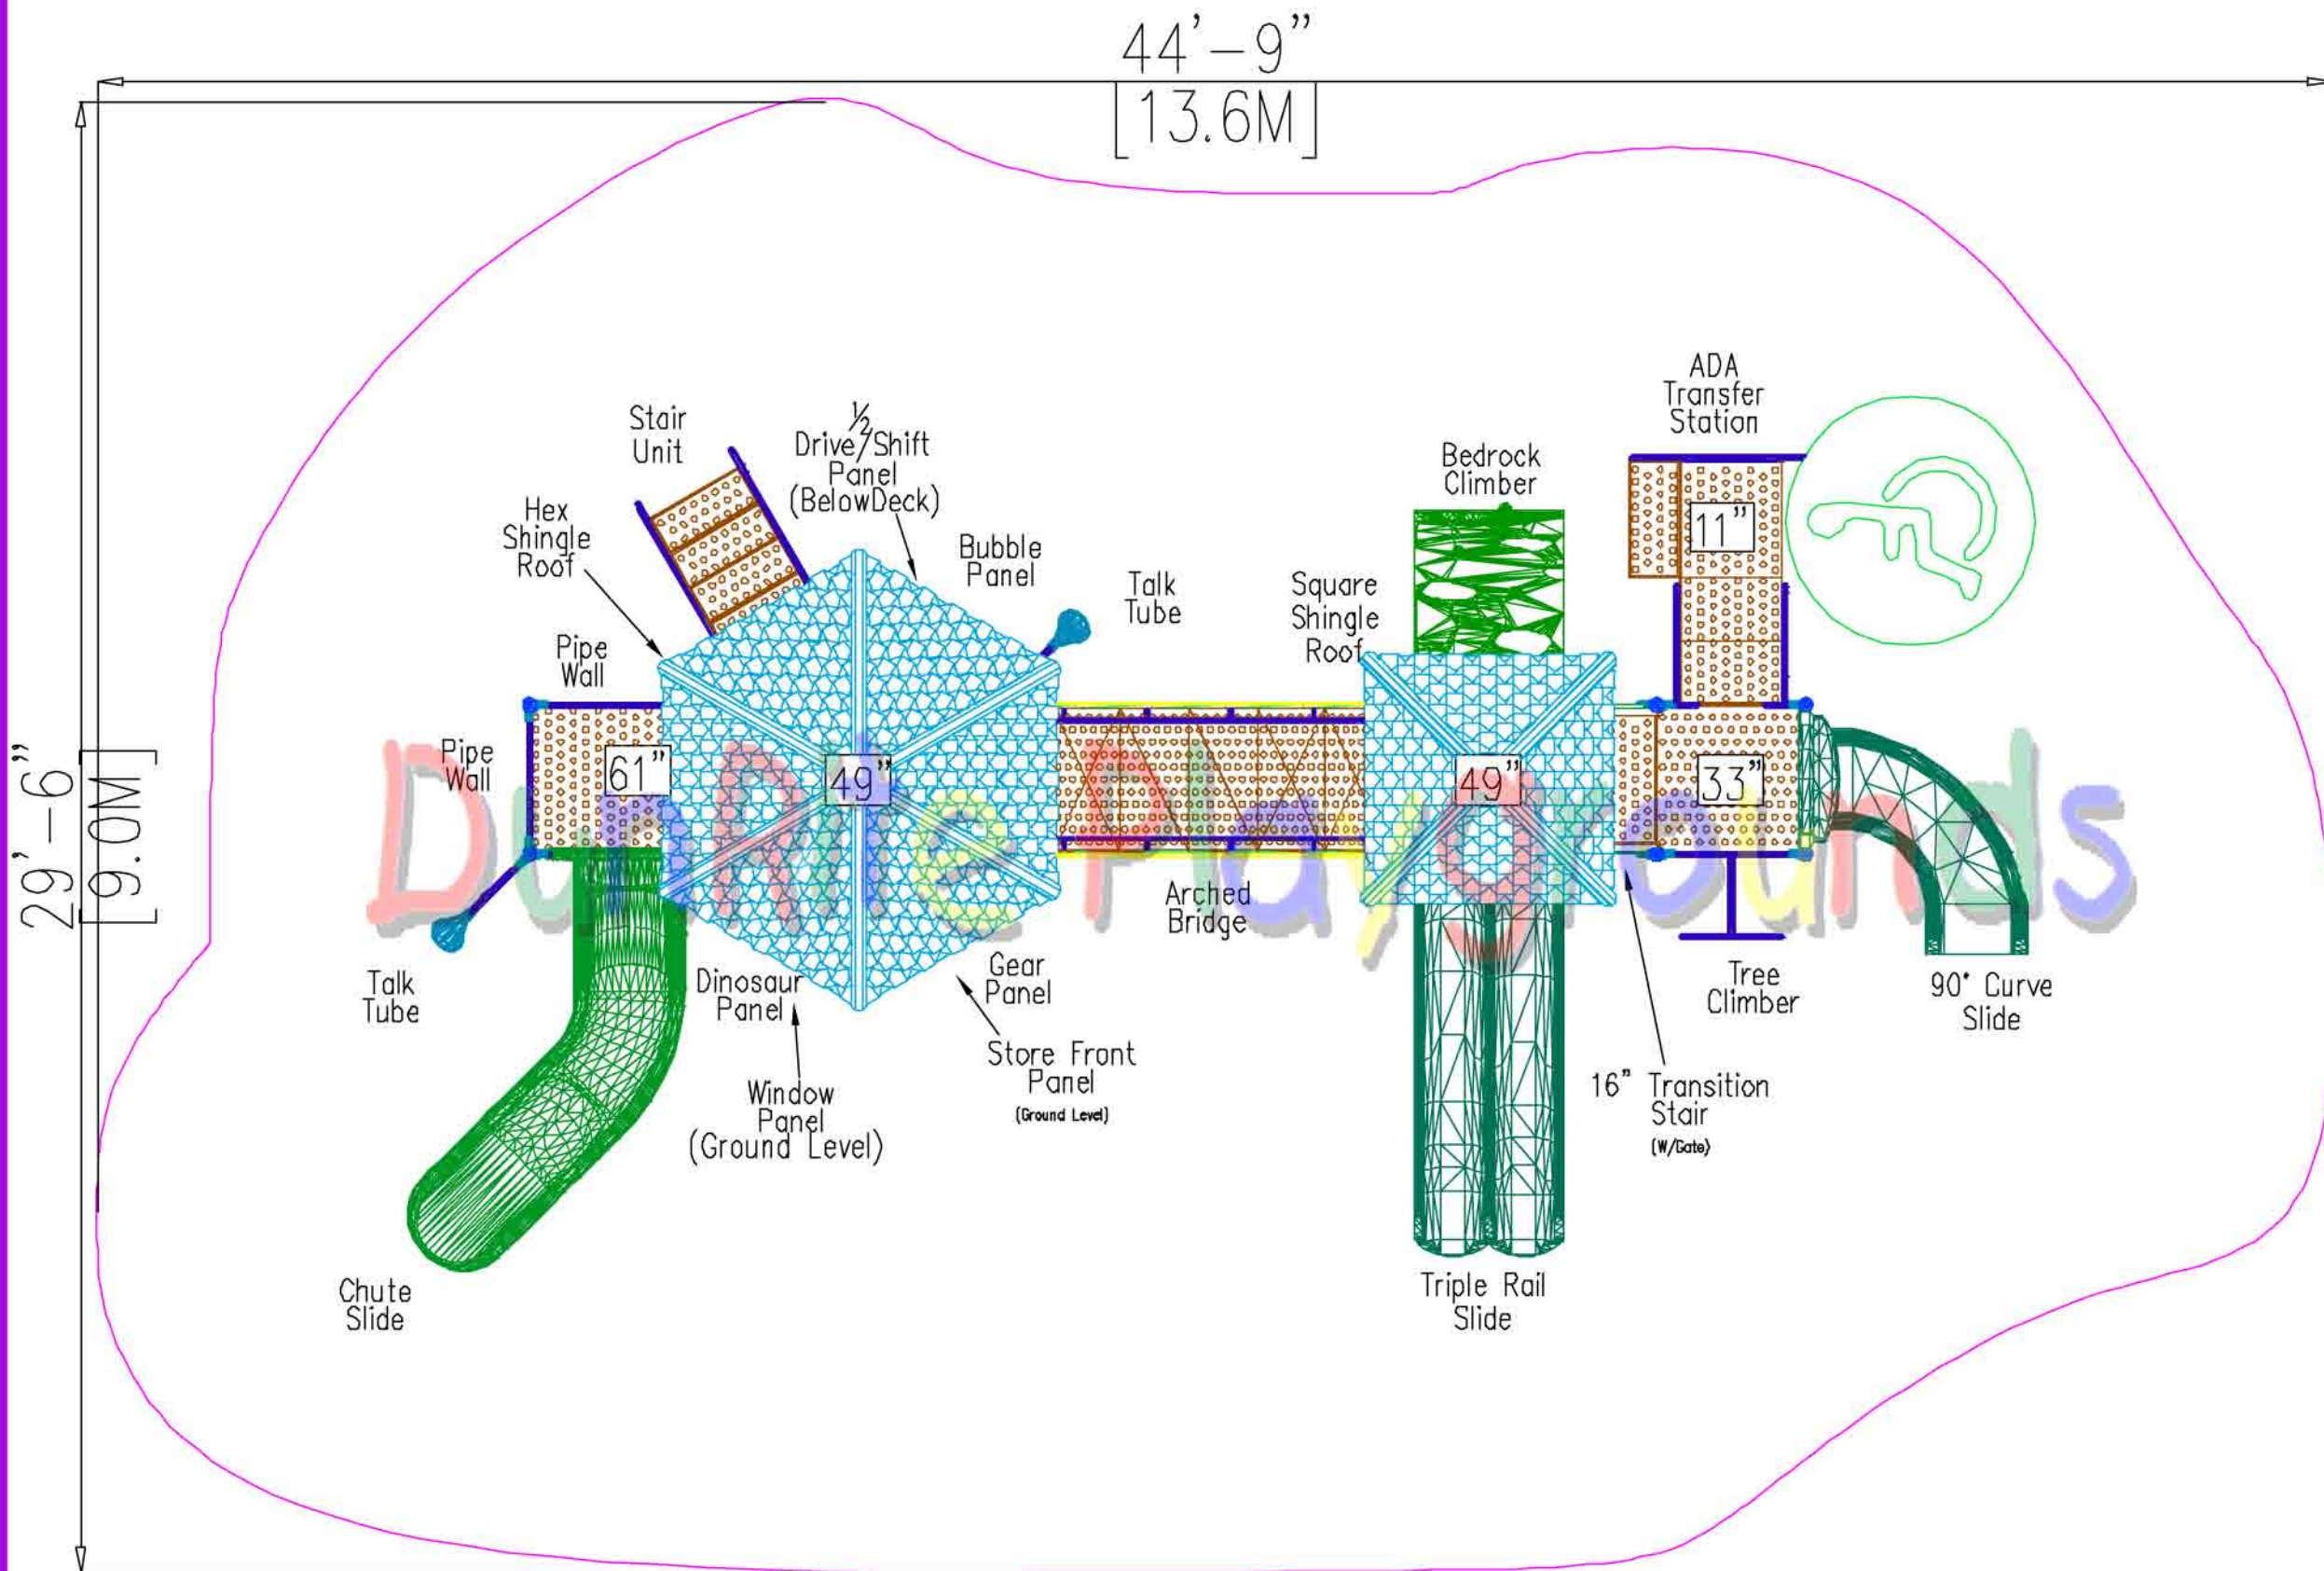 44'-9"
[13.6M]
29'-6"
[9.0M]
Stair
Unit
½
Drive/Shift
Panel
(BelowDeck)
Hex
Shingle
Roof
Bubble
Panel
Talk
Tube
Square
Shingle
Roof
Bedrock
Climber
ADA
Transfer
Station
11"
Pipe
Wall
Pipe
Wall
61"
49"
49"
33"
DunRite Playgrounds
Arched
Bridge
Talk
Tube
Dinosaur
Panel
Gear
Panel
Window
Panel
(Ground Level)
Store Front
Panel
(Ground Level)
16" Transition
Stair
(W/Gate)
Tree
Climber
90° Curve
Slide
Chute
Slide
Triple Rail
Slide